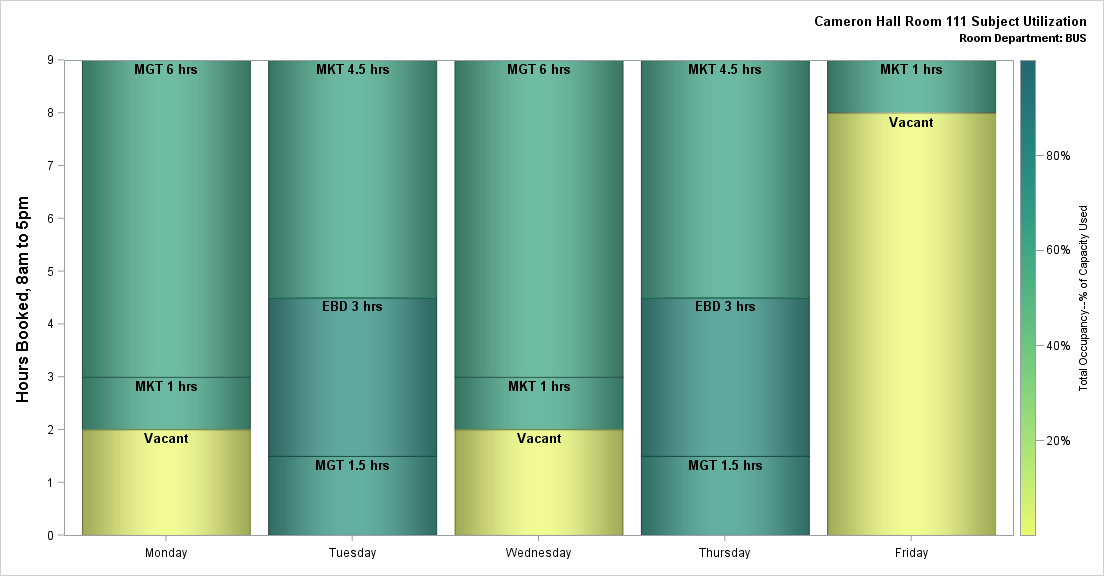 Cameron Hall Room 111 Subject Utilization
Room Department: BUS
Hours Booked, 8am to 5pm
9
8
7
6
5
4
3
2
1
0
MGT 6 hrs
MKT 1 hrs
Vacant
MKT 4.5 hrs
EBD 3 hrs
MGT 1.5 hrs
MGT 6 hrs
MKT 1 hrs
Vacant
MKT 4.5 hrs
EBD 3 hrs
MGT 1.5 hrs
MKT 1 hrs
Vacant
Monday
Tuesday
Wednesday
Thursday
Friday
80%
60%
40%
20%
Total Occupancy--% of Capacity Used